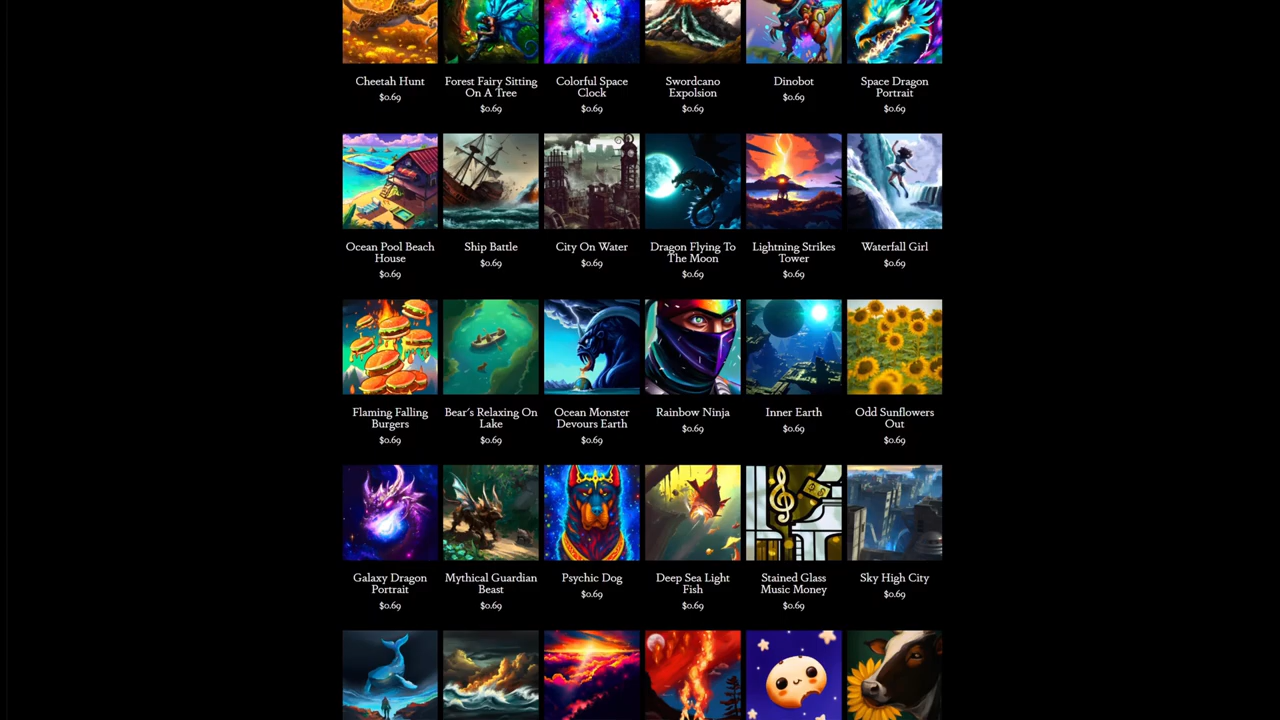 Cheetah Hunt
$0.69
Forest Fairy Sitting
On A Tree
$0.69
Colorful Space
Clock
$0.69
Swordcano
Expolsion
$0.69
Dinobot
$0.69
Space Dragon
Portrait
$0.69
Ocean Pool Beach
House
$0.69
Ship Battle
$0.69
City On Water
$0.69
Dragon Flying To
The Moon
$0.69
Lightning Strikes
Tower
$0.69
Waterfall Girl
$0.69
Flaming Falling
Burgers
$0.69
Bear's Relaxing On
Lake
$0.69
Ocean Monster
Devours Earth
$0.69
Rainbow Ninja
$0.69
Inner Earth
$0.69
Odd Sunflowers
Out
$0.69
Galaxy Dragon
Portrait
$0.69
Mythical Guardian
Beast
$0.69
Psychic Dog
$0.69
Deep Sea Light
Fish
$0.69
Stained Glass
Music Money
$0.69
Sky High City
$0.69